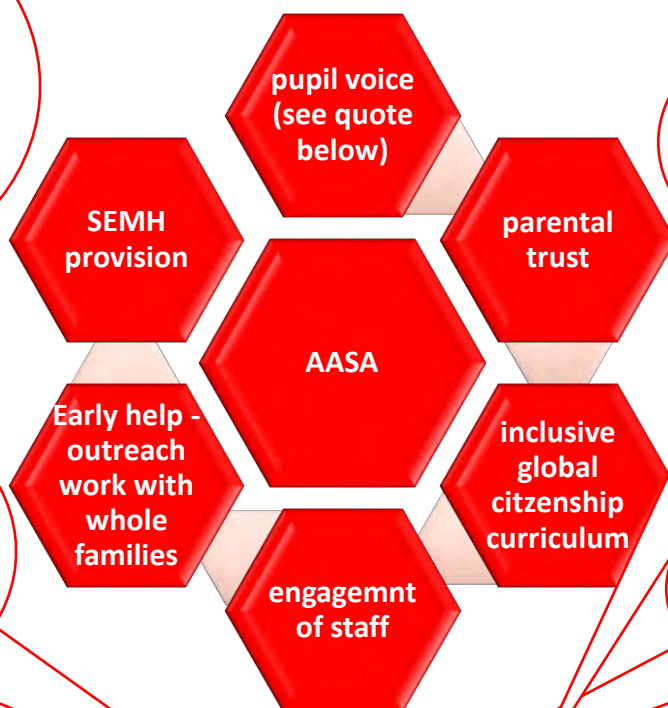 pupil voice
(see quote
below)
SEMH
provision
parental
trust
AASA
Early help -
outreach
work with
whole
families
inclusive
global
citzenship
curriculum
engagemnt
of staff